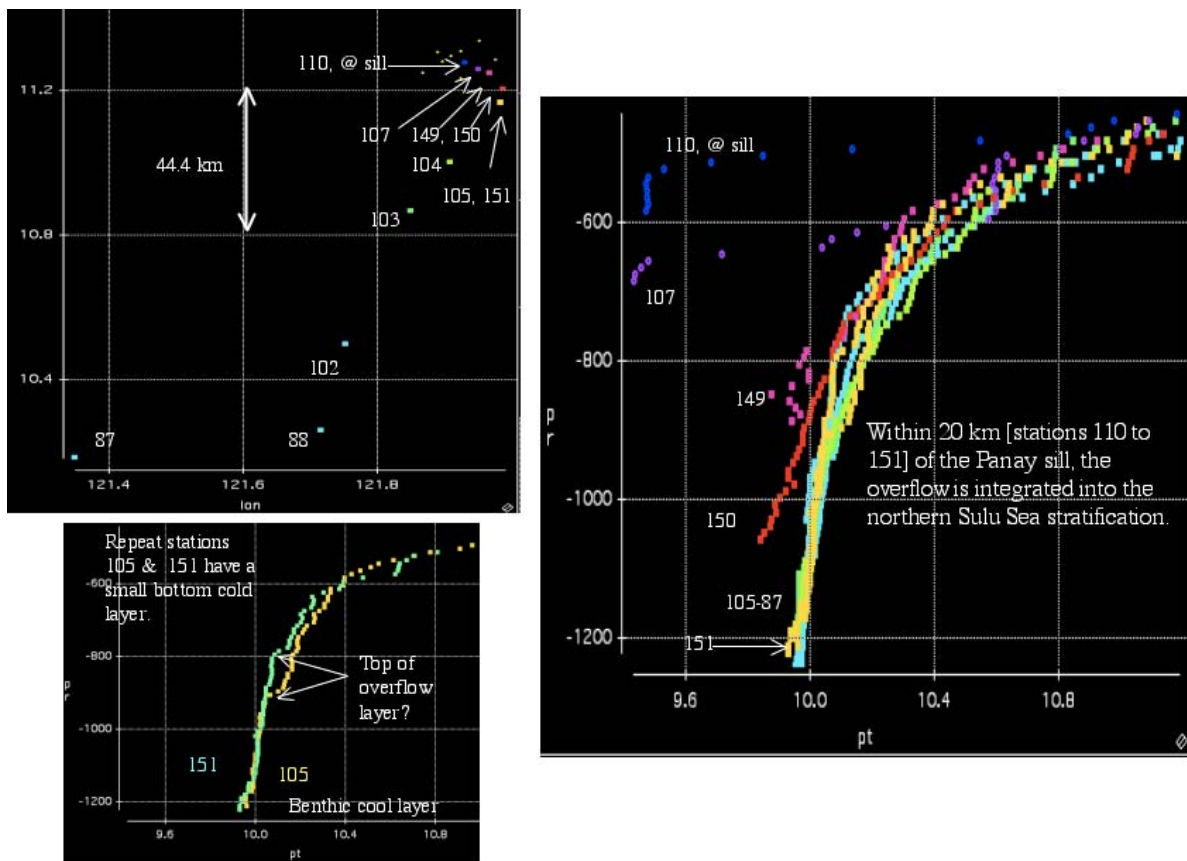 110, @ sill
11.2
107
149, 150
104
44.4 km
105, 151
103
10.8
102
10.4
87
88
121.4
121.6
121.8
lon
Repeat stations
105 & 151 have a
small bottom cold
layer.
-600
-800
Top of
overflow
layer?
pr
-1000
151
105
-1200
Benthic cool layer
9.6
10.0
10.4
10.8
pt
110, @ sill
-600
107
-800
149
pr
Within 20 km [stations 110 to
151] of the Panay sill, the
overflow is integrated into the
northern Sulu Sea stratification.
-1000
150
105-87
-1200
151
9.6
10.0
10.4
10.8
pt